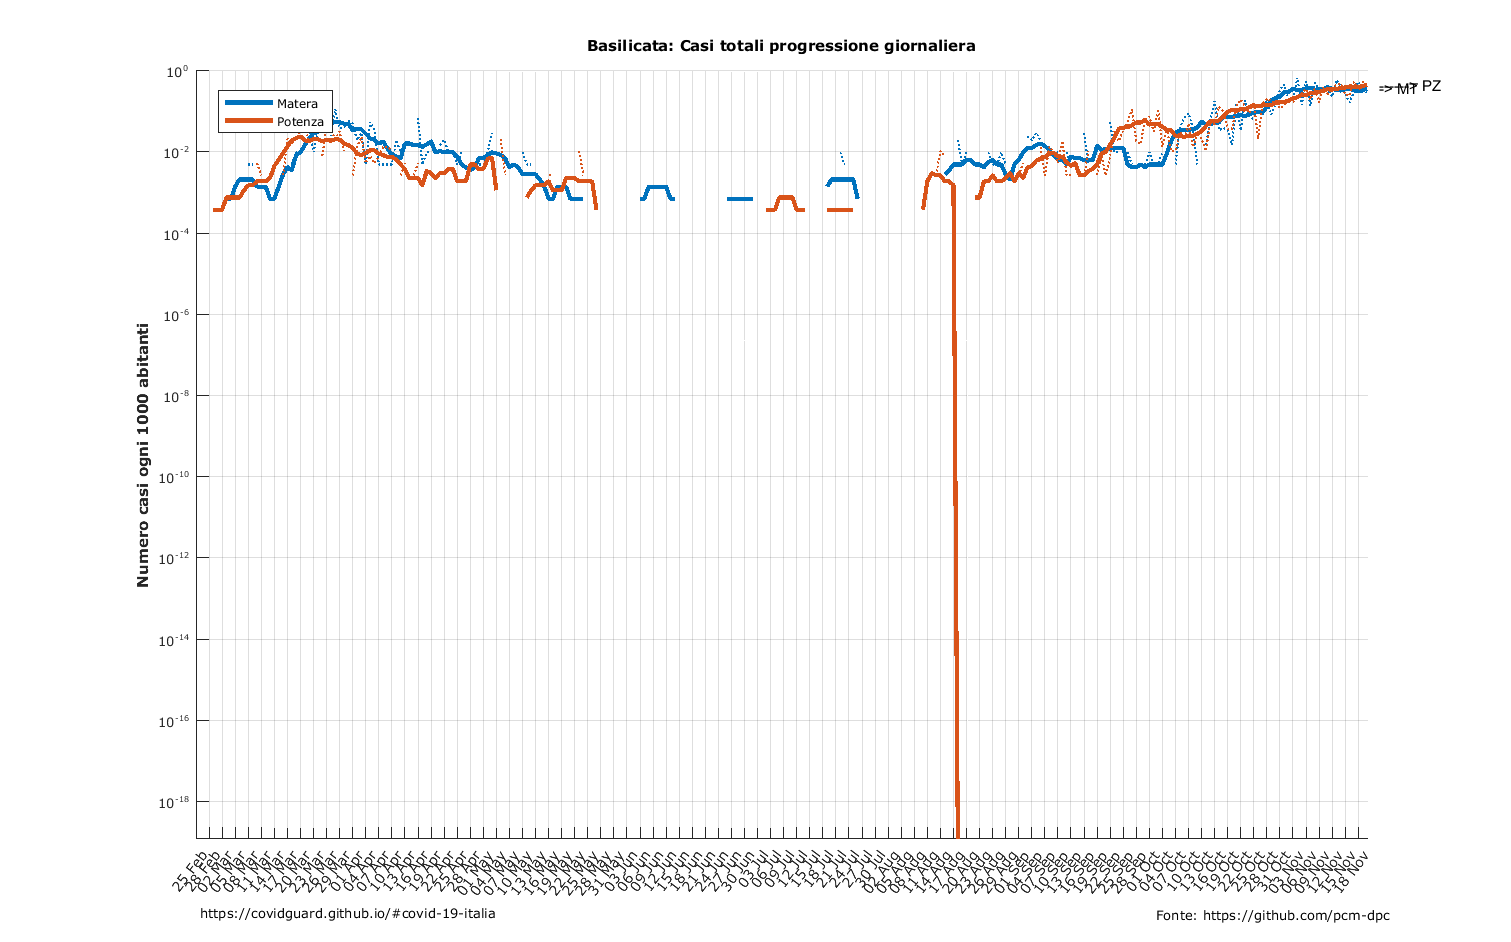 Basilicata: Casi totali progressione giornaliera
10^0
10^-2
10^-4
10^-6
10^-8
10^-10
10^-12
10^-14
10^-16
10^-18
Numero casi ogni 1000 abitanti
Matera
Potenza
--> MT
--> PZ
25 Feb
28 Feb
02 Mar
05 Mar
08 Mar
11 Mar
14 Mar
17 Mar
20 Mar
23 Mar
26 Mar
29 Mar
01 Apr
04 Apr
07 Apr
10 Apr
13 Apr
16 Apr
19 Apr
22 Apr
25 Apr
28 Apr
01 May
04 May
07 May
10 May
13 May
16 May
19 May
22 May
25 May
28 May
31 May
03 Jun
06 Jun
09 Jun
12 Jun
15 Jun
18 Jun
21 Jun
24 Jun
27 Jun
30 Jun
03 Jul
06 Jul
09 Jul
12 Jul
15 Jul
18 Jul
21 Jul
24 Jul
27 Jul
30 Jul
02 Aug
05 Aug
08 Aug
11 Aug
14 Aug
17 Aug
20 Aug
23 Aug
26 Aug
29 Aug
01 Sep
04 Sep
07 Sep
10 Sep
13 Sep
16 Sep
19 Sep
22 Sep
25 Sep
28 Sep
01 Oct
04 Oct
07 Oct
10 Oct
13 Oct
16 Oct
19 Oct
22 Oct
25 Oct
28 Oct
31 Oct
03 Nov
06 Nov
09 Nov
12 Nov
15 Nov
18 Nov
https://covidguard.github.io/#covid-19-italia
Fonte: https://github.com/pcm-dpc